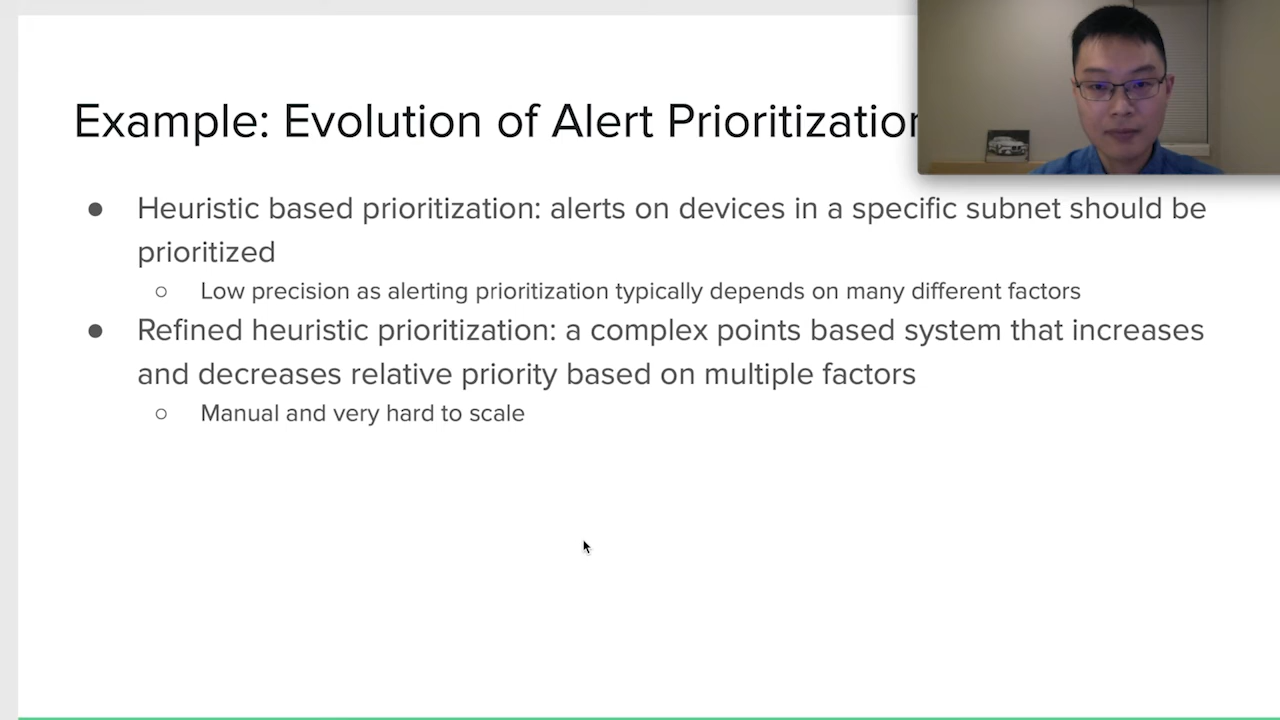 Example: Evolution of Alert Prioritization
● Heuristic based prioritization: alerts on devices in a specific subnet should be
prioritized
○ Low precision as alerting prioritization typically depends on many different factors
● Refined heuristic prioritization: a complex points based system that increases
and decreases relative priority based on multiple factors
○ Manual and very hard to scale